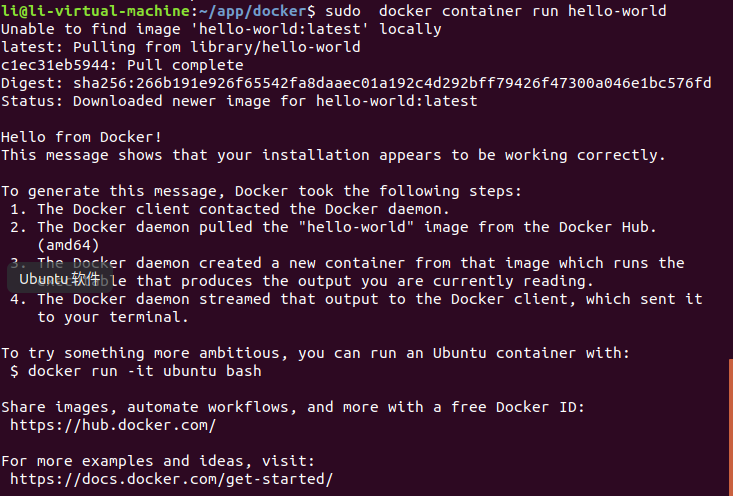 li@li-virtual-machine:~/app/docker$ sudo  docker container run hello-world
Unable to find image 'hello-world:latest' locally
latest: Pulling from library/hello-world
c1ec31eb5944: Pull complete
Digest: sha256:266b191e926f65542fa8daaec01a192c4d292bff79426f47300a046e1bc576fd
Status: Downloaded newer image for hello-world:latest

Hello from Docker!
This message shows that your installation appears to be working correctly.

To generate this message, Docker took the following steps:
 1. The Docker client contacted the Docker daemon.
 2. The Docker daemon pulled the "hello-world" image from the Docker Hub.
    (amd64)
 3. The Docker daemon created a new container from that image which runs the
Ubuntu 软件
    executable that produces the output you are currently reading.
 4. The Docker daemon streamed that output to the Docker client, which sent it
    to your terminal.

To try something more ambitious, you can run an Ubuntu container with:
 $ docker run -it ubuntu bash

Share images, automate workflows, and more with a free Docker ID:
 https://hub.docker.com/

For more examples and ideas, visit:
 https://docs.docker.com/get-started/